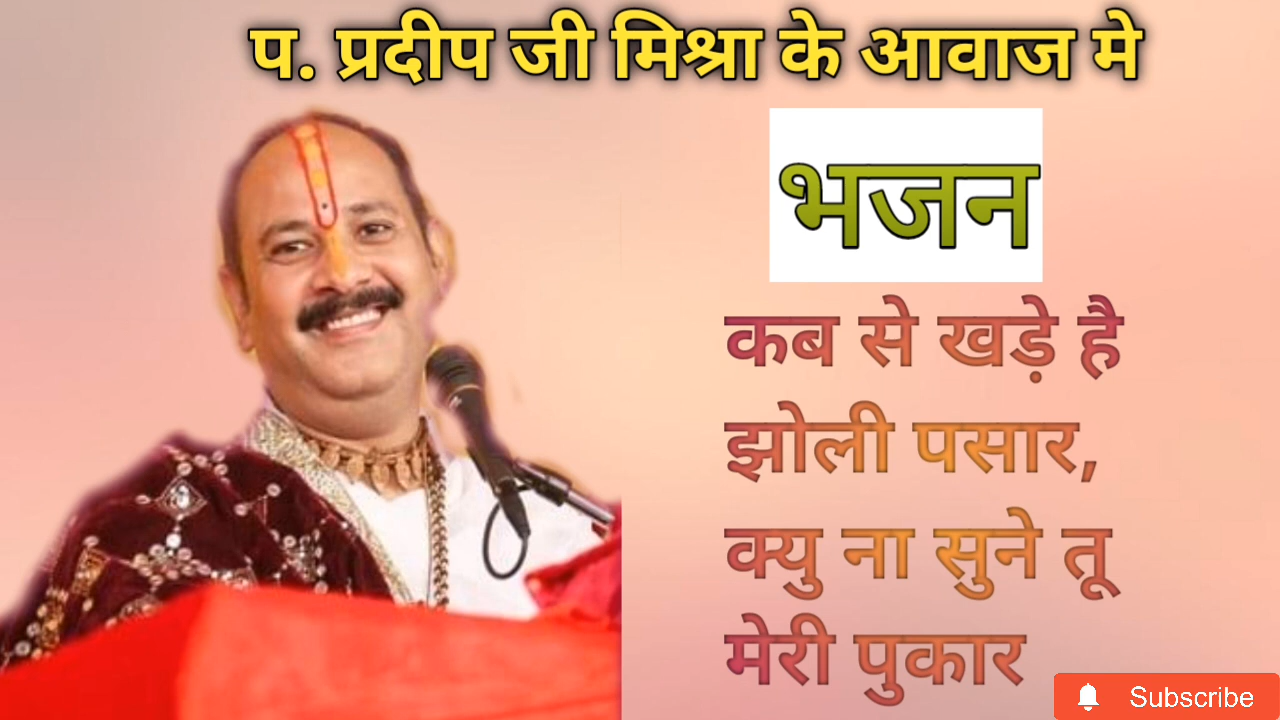 प. प्रदीप जी मिश्रा के आवाज मे
भजन
कब से खड़े है
झोली पसार,
क्यु ना सुने तू
मेरी पुकार
Subscribe